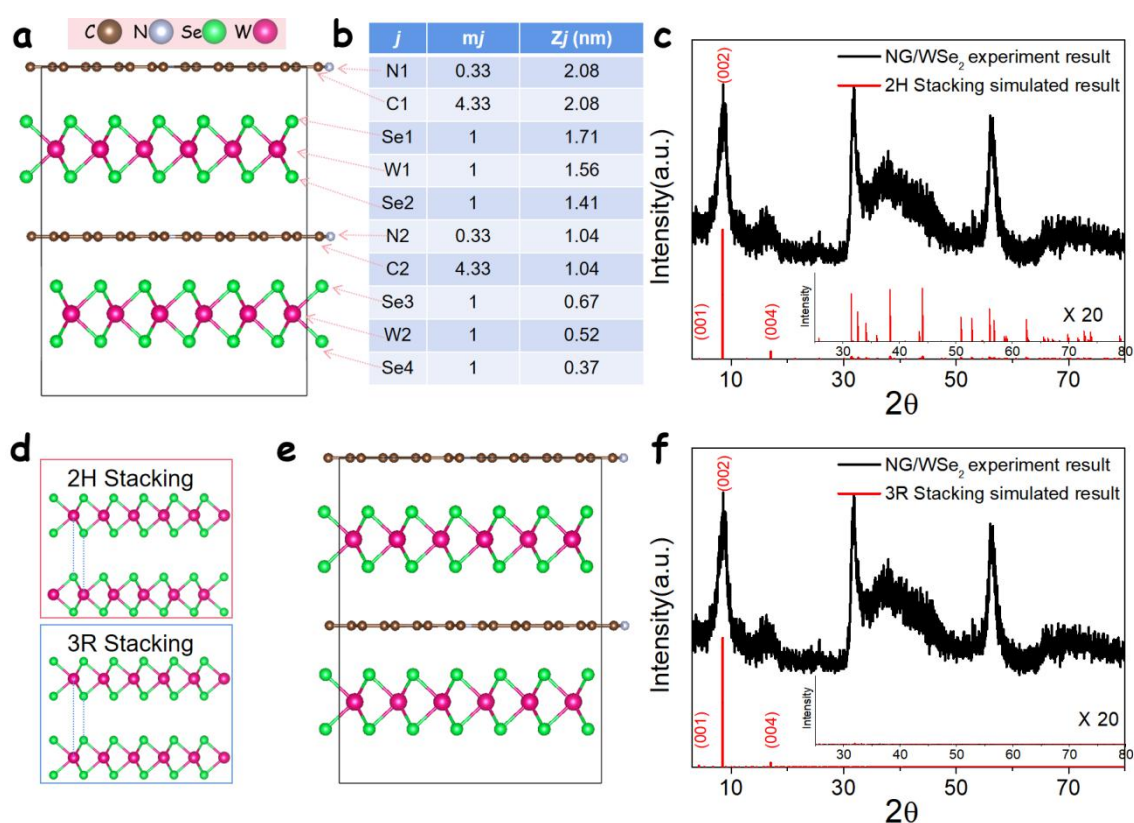 a
C N Se W
b
j mj Zj (nm)
N1 0.33 2.08
C1 4.33 2.08
Se1 1 1.71
W1 1 1.56
Se2 1 1.41
N2 0.33 1.04
C2 4.33 1.04
Se3 1 0.67
W2 1 0.52
Se4 1 0.37
c
NG/WSe₂ experiment result
2H Stacking simulated result
(002)
(001)
(004)
Intensity
X 20
30 40 50 60 70 80
Intensity(a.u.)
10 30 50 70
2θ
d
2H Stacking
3R Stacking
e
f
NG/WSe₂ experiment result
3R Stacking simulated result
(002)
(001)
(004)
Intensity
X 20
30 40 50 60 70 80
Intensity(a.u.)
10 30 50 70
2θ